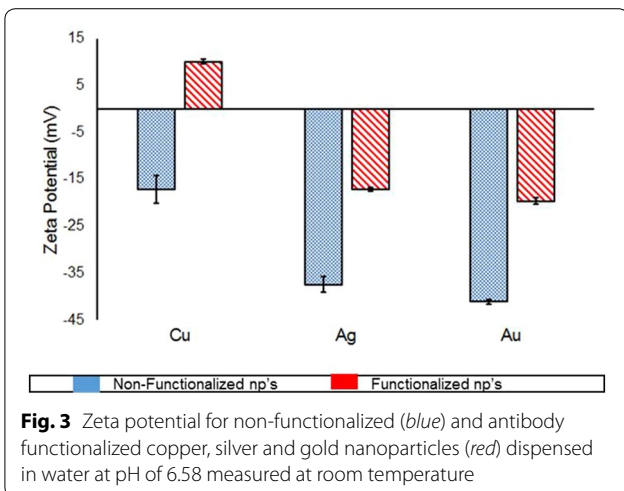 15
5
-5
-15
-25
-35
-45
Zeta Potential (mV)
Cu Ag Au
Non-Functionalized np's Functionalized np's
Fig. 3 Zeta potential for non-functionalized (blue) and antibody
functionalized copper, silver and gold nanoparticles (red) dispensed
in water at pH of 6.58 measured at room temperature